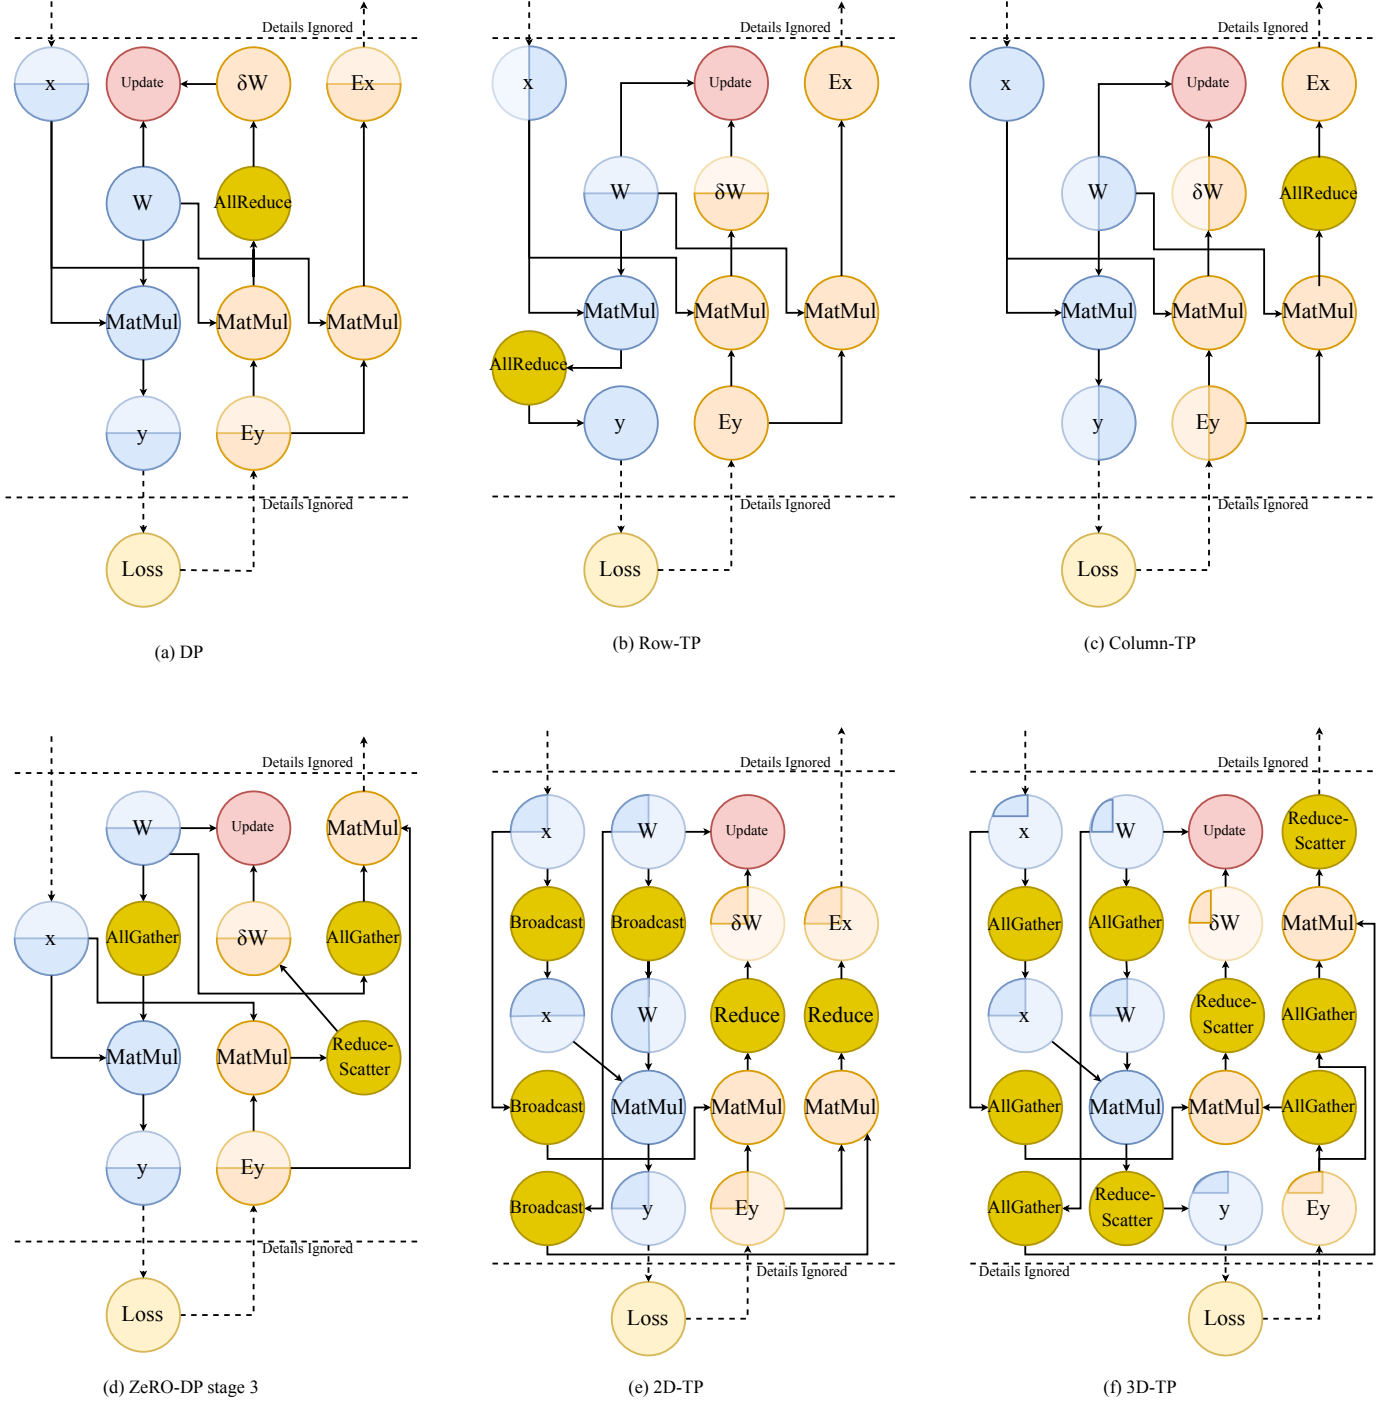 Details Ignored
x
Update
δW
Ex
W
AllReduce
MatMul
MatMul
MatMul
y
Ey
Details Ignored
Loss
(a) DP
Details Ignored
x
Update
Ex
W
δW
MatMul
MatMul
MatMul
AllReduce
y
Ey
Details Ignored
Loss
(b) Row-TP
Details Ignored
x
Update
Ex
W
δW
AllReduce
MatMul
MatMul
MatMul
y
Ey
Details Ignored
Loss
(c) Column-TP
Details Ignored
W
Update
MatMul
x
AllGather
δW
AllGather
MatMul
MatMul
Reduce-
Scatter
y
Ey
Details Ignored
Loss
(d) ZeRO-DP stage 3
Details Ignored
x
W
Update
Broadcast
Broadcast
δW
Ex
x
W
Reduce
Reduce
Broadcast
MatMul
MatMul
MatMul
Broadcast
y
Ey
Details Ignored
Loss
(e) 2D-TP
Details Ignored
x
W
Update
Reduce-
Scatter
AllGather
AllGather
δW
MatMul
x
W
Reduce-
Scatter
AllGather
AllGather
MatMul
MatMul
AllGather
AllGather
Reduce-
Scatter
y
Ey
Details Ignored
Loss
(f) 3D-TP